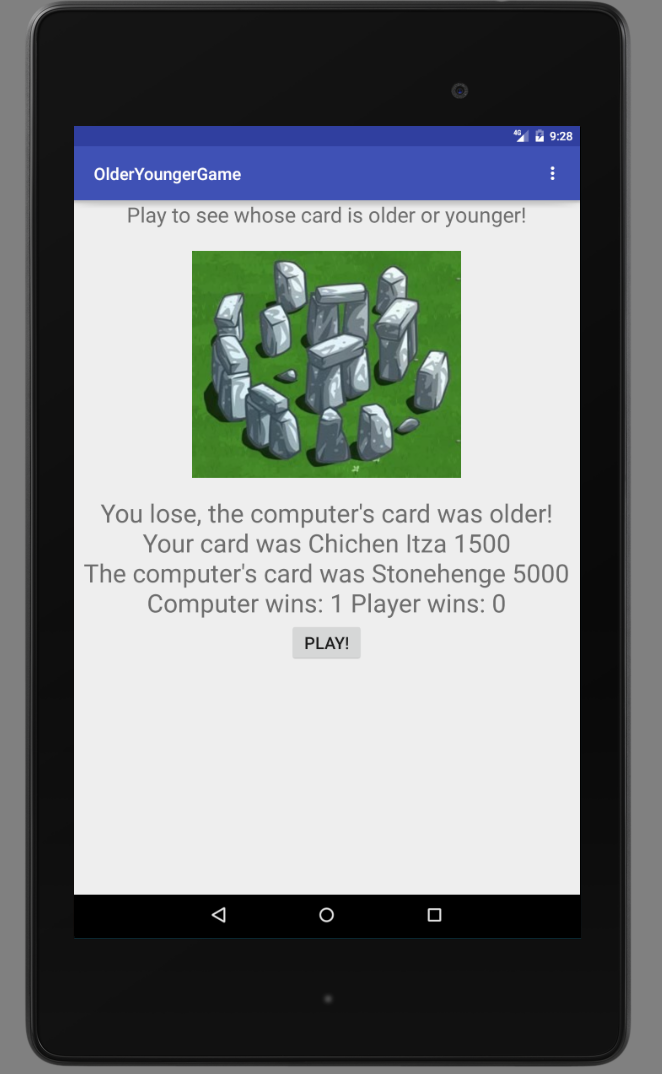 4G 9:28
OlderYoungerGame
Play to see whose card is older or younger!
You lose, the computer's card was older!
Your card was Chichen Itza 1500
The computer's card was Stonehenge 5000
Computer wins: 1 Player wins: 0
PLAY!